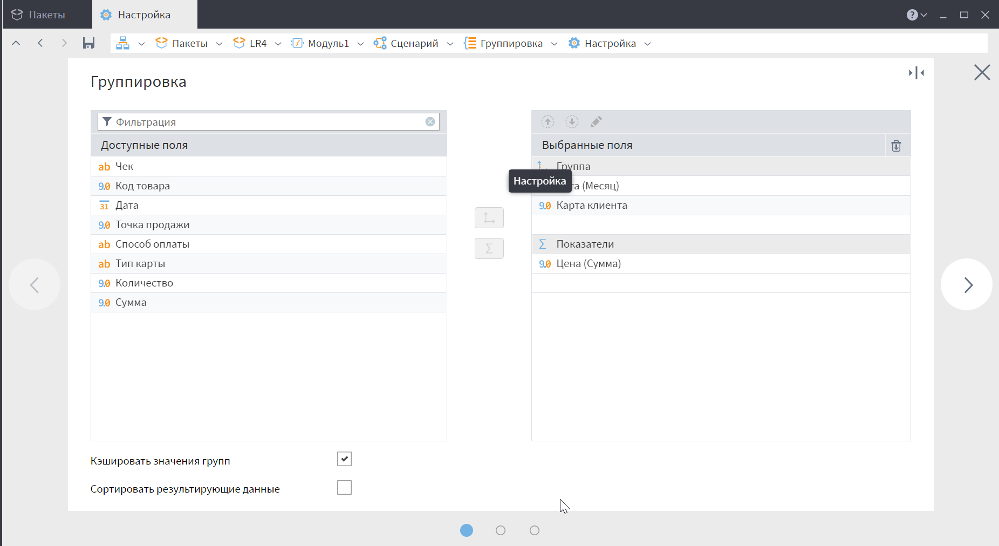 Пакеты
Настройка
?
Пакеты
LR4
Модуль1
Сценарий
Группировка
Настройка
Группировка
Фильтрация
Доступные поля
ab Чек
9.0 Код товара
31 Дата
9.0 Точка продажи
ab Способ оплаты
ab Тип карты
9.0 Количество
9.0 Сумма
Выбранные поля
Группа
Настройка
(Месяц)
9.0 Карта клиента
Σ Показатели
9.0 Цена (Сумма)
Σ
Кэшировать значения групп
Сортировать результирующие данные